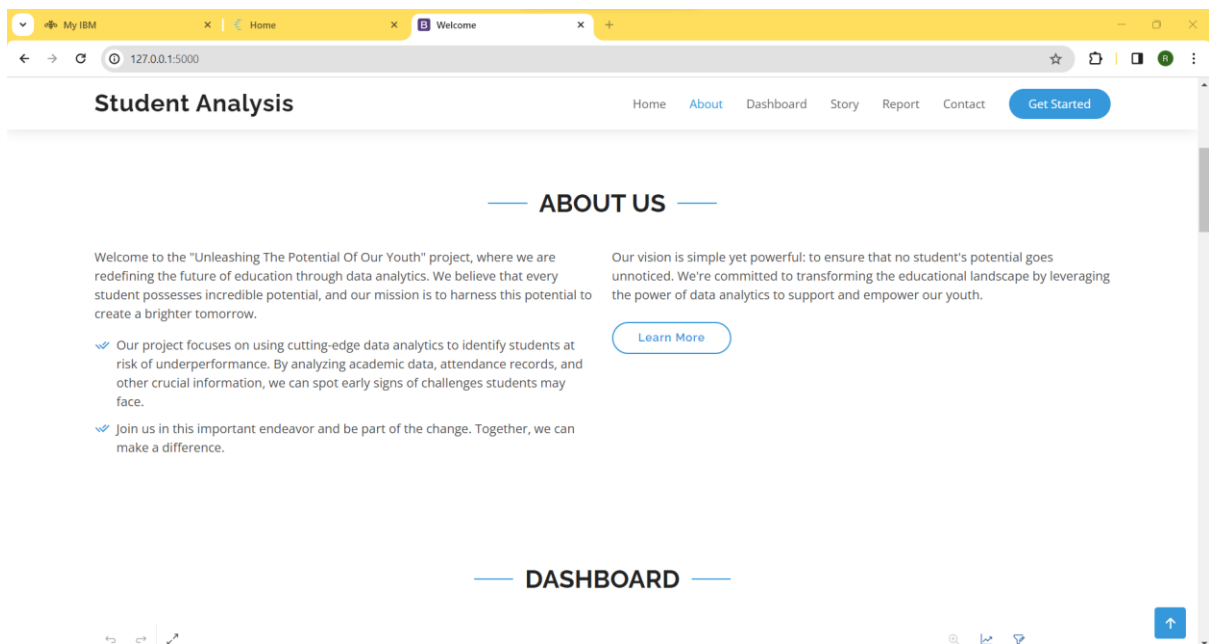 My IBM
Home
B Welcome
127.0.0.1:5000
R
Student Analysis
Home About Dashboard Story Report Contact Get Started
ABOUT US
Welcome to the "Unleashing The Potential Of Our Youth" project, where we are
redefining the future of education through data analytics. We believe that every
student possesses incredible potential, and our mission is to harness this potential to
create a brighter tomorrow.
Our project focuses on using cutting-edge data analytics to identify students at
risk of underperformance. By analyzing academic data, attendance records, and
other crucial information, we can spot early signs of challenges students may
face.
Join us in this important endeavor and be part of the change. Together, we can
make a difference.
Our vision is simple yet powerful: to ensure that no student's potential goes
unnoticed. We're committed to transforming the educational landscape by leveraging
the power of data analytics to support and empower our youth.
Learn More
DASHBOARD